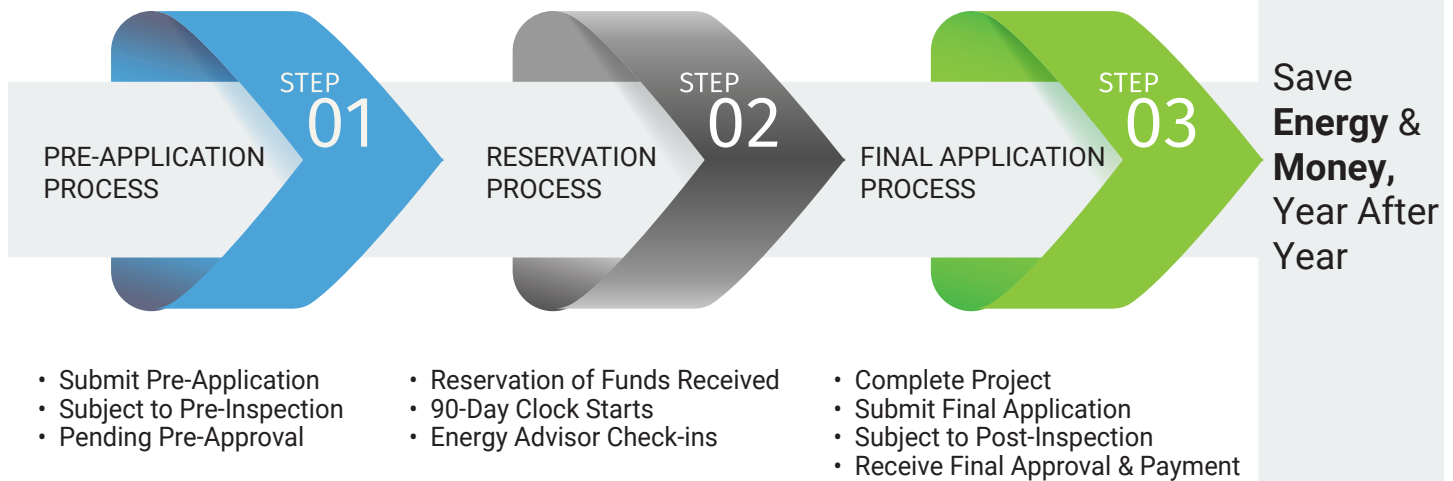 STEP
01
PRE-APPLICATION
PROCESS
STEP
02
RESERVATION
PROCESS
STEP
03
FINAL APPLICATION
PROCESS
Save
Energy &
Money,
Year After
Year
• Submit Pre-Application
• Subject to Pre-Inspection
• Pending Pre-Approval
• Reservation of Funds Received
• 90-Day Clock Starts
• Energy Advisor Check-ins
• Complete Project
• Submit Final Application
• Subject to Post-Inspection
• Receive Final Approval & Payment